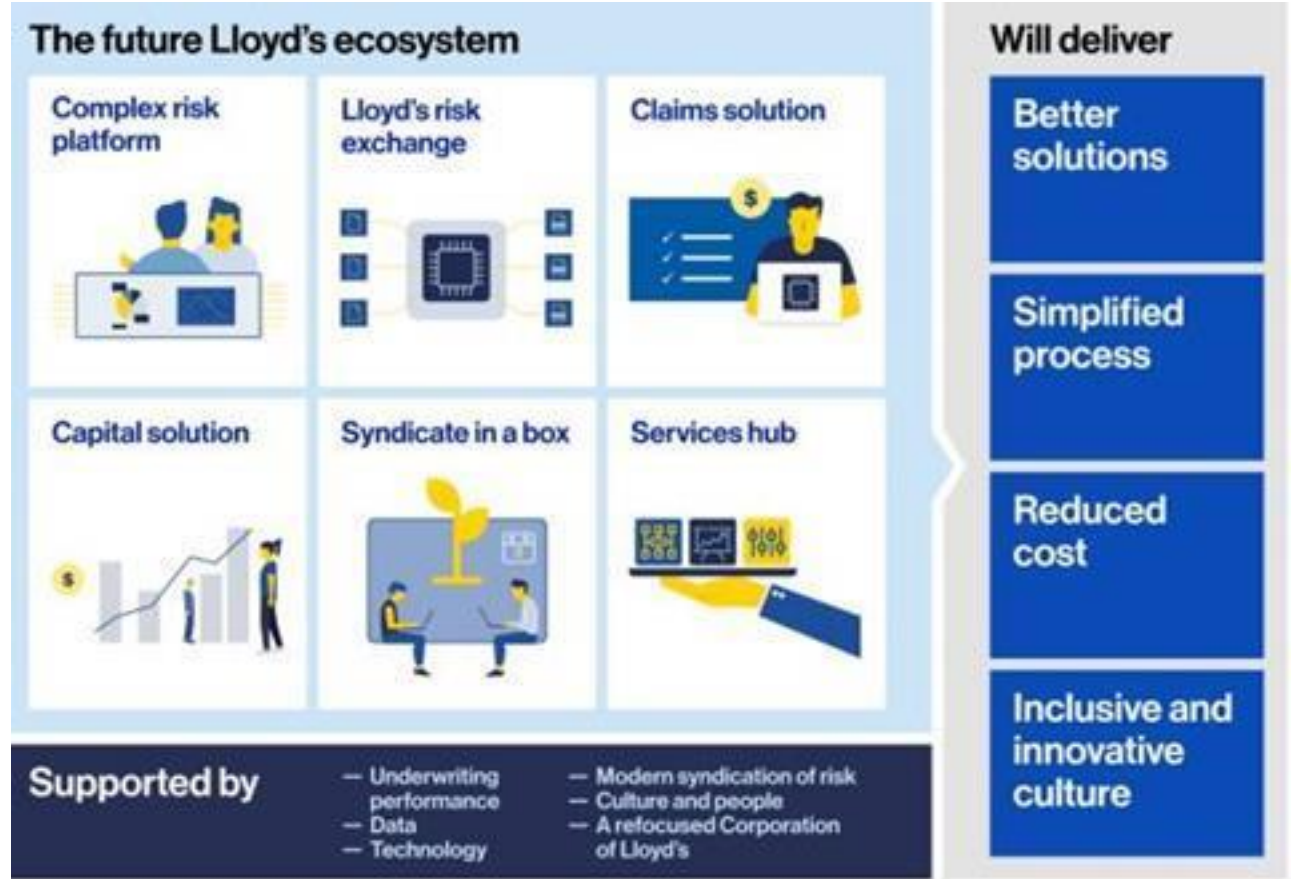 The future Lloyd's ecosystem
Complex risk
platform
Lloyd's risk
exchange
Claims solution
$
Capital solution
$
Syndicate in a box
Services hub
Supported by
— Underwriting
performance
— Data
— Technology
— Modern syndication of risk
— Culture and people
— A refocused Corporation
of Lloyd's
Will deliver
Better
solutions
Simplified
process
Reduced
cost
Inclusive and
innovative
culture